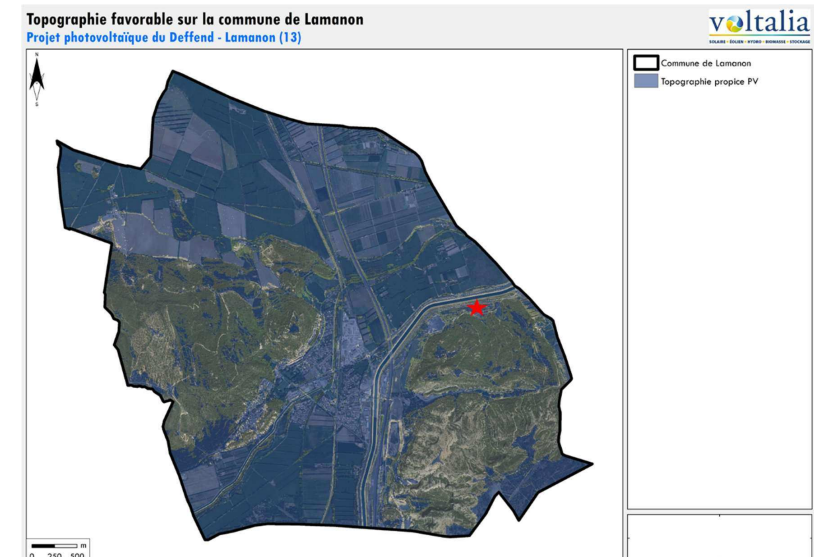 Topographie favorable sur la commune de Lamanon
Projet photovoltaïque du Deffend - Lamanon (13)
voltalia
SOLAIRE · ÉOLIEN · HYDRO · BIOMASSE · STOCKAGE
N
S
Commune de Lamanon
Topographie propice PV
m
0 250 500